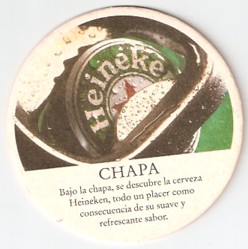 Heineke
CHAPA
Bajo la chapa, se descubre la cerveza
Heineken, todo un placer como
consecuencia de su suave y
refrescante sabor.